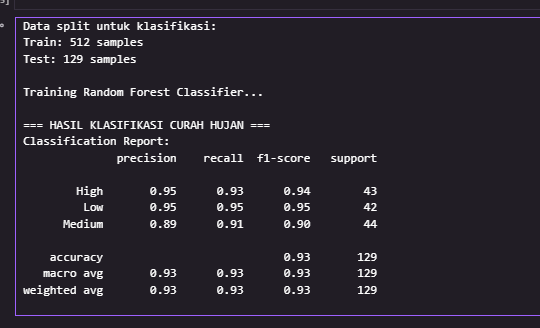 Data split untuk klasifikasi:
Train: 512 samples
Test: 129 samples
Training Random Forest Classifier...
=== HASIL KLASIFIKASI CURAH HUJAN ===
Classification Report:
precision recall f1-score support
High 0.95 0.93 0.94 43
Low 0.95 0.95 0.95 42
Medium 0.89 0.91 0.90 44
accuracy 0.93 129
macro avg 0.93 0.93 0.93 129
weighted avg 0.93 0.93 0.93 129